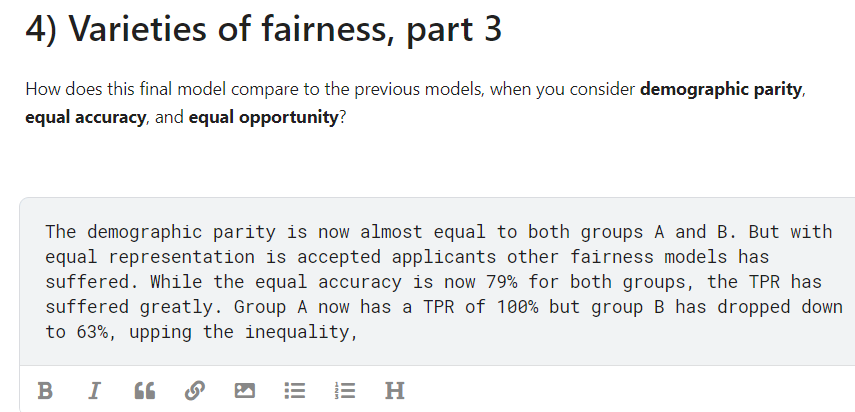 4) Varieties of fairness, part 3
How does this final model compare to the previous models, when you consider demographic parity,
equal accuracy, and equal opportunity?
The demographic parity is now almost equal to both groups A and B. But with
equal representation is accepted applicants other fairness models has
suffered. While the equal accuracy is now 79% for both groups, the TPR has
suffered greatly. Group A now has a TPR of 100% but group B has dropped down
to 63%, upping the inequality,
B I H